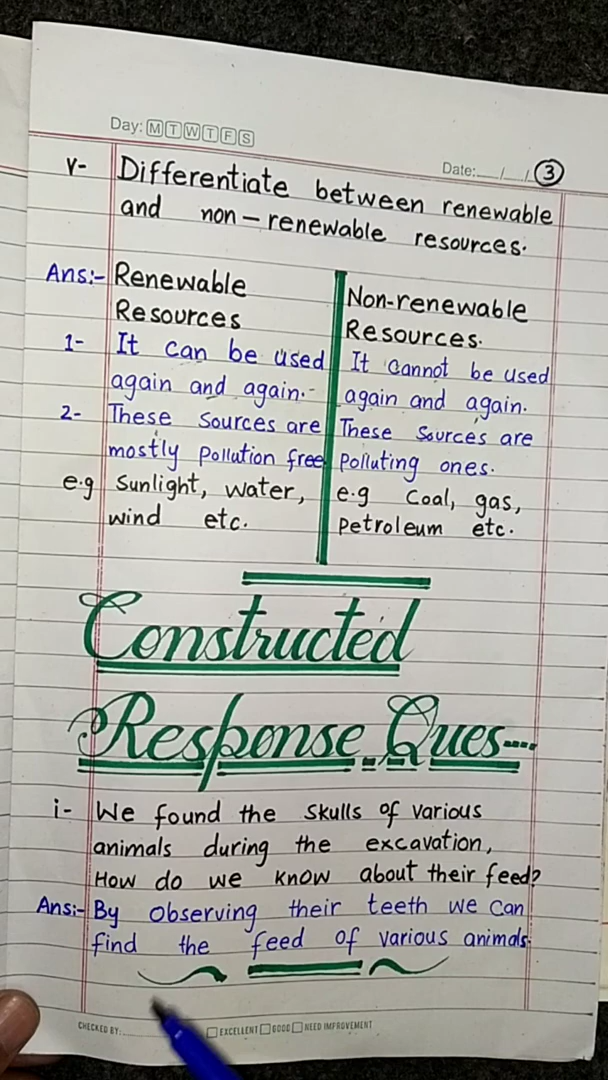 Day: M T W T F S
Date: / / 3
v- Differentiate between renewable
and non-renewable resources.
Ans:- Renewable
Resources
1- It can be used
again and again.-
2- These Sources are
mostly Pollution free
e.g Sunlight, water,
wind etc.
Non-renewable
Resources.
It Cannot be used
again and again.
These Sources are
Polluting ones.
e.g Coal, gas,
Petroleum etc.
Constructed
Response Ques....
i- We found the Skulls of various
animals during the excavation,
How do we know about their feed?
Ans:- By observing their teeth we can
find the feed of various animals.
CHECKED BY: EXCELLENT GOOD NEED IMPROVEMENT